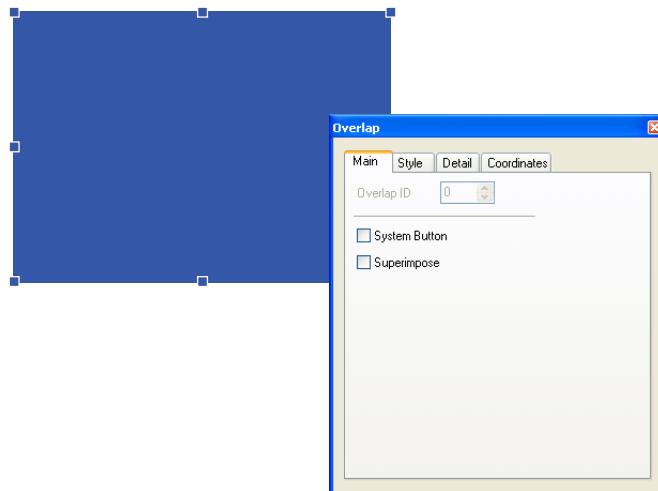 Overlap
Main Style Detail Coordinates
Overlap ID 0
System Button
Superimpose